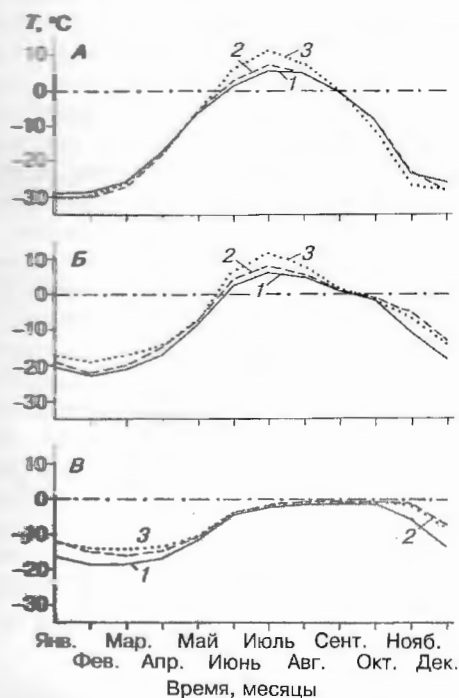 T, °C
10 А 2 3
0 1
-10
-20
-30
10 Б 2 3
0 1
-10
-20
-30
10 В
0
-10 3
-20 1 2
-30
Янв. Мар. Май Июль Сент. Нояб.
Фев. Апр. Июнь Авг. Окт. Дек.
Время, месяцы